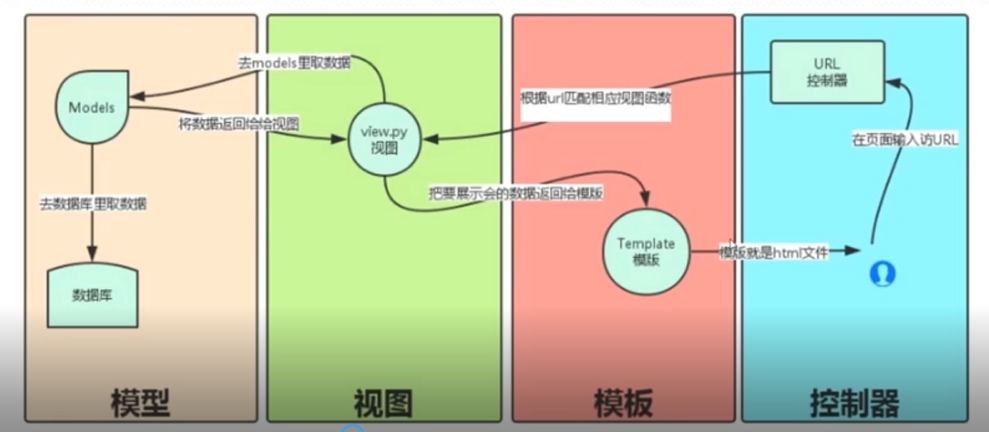 去models里取数据
URL
控制器
Models
根据url匹配相应视图函数
将数据返回给给视图
view.py
视图
在页面输入访URL
把要展示会的数据返回给模版
去数据库里取数据
Template
模版
模版就是html文件
数据库
模型
视图
模板
控制器